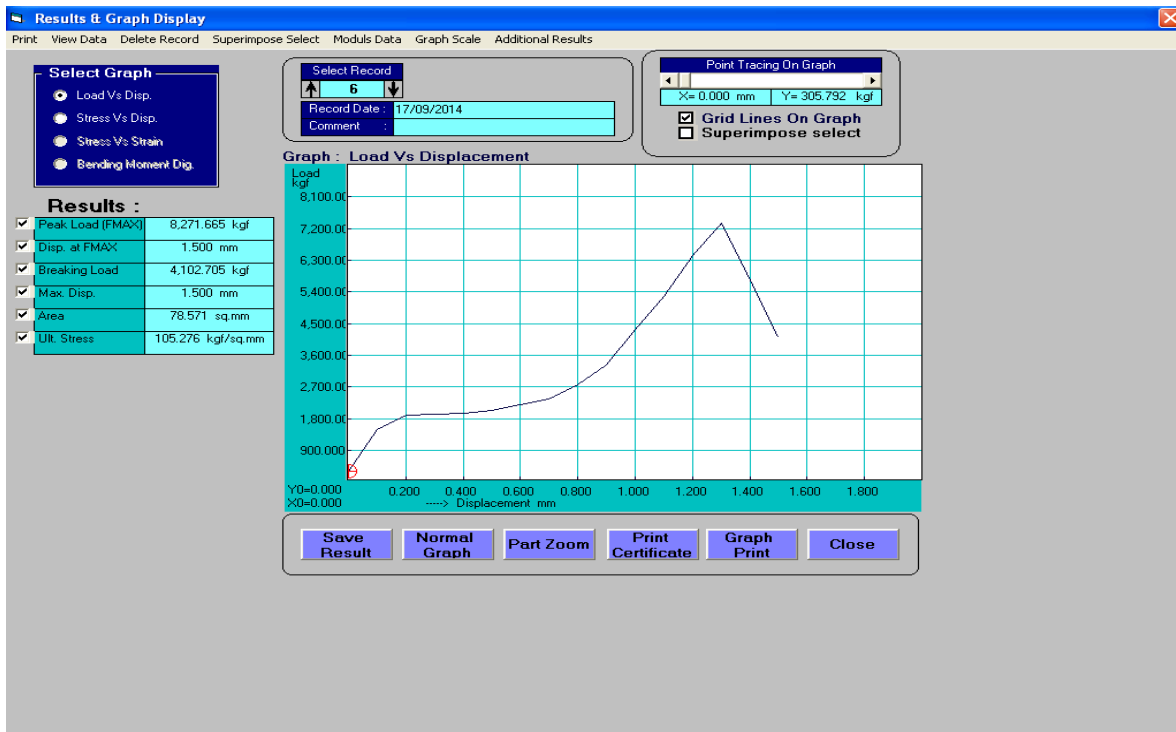 Results & Graph Display
Print View Data Delete Record Superimpose Select Moduls Data Graph Scale Additional Results
Select Graph
Load Vs Disp.
Stress Vs Disp.
Stress Vs Strain
Bending Moment Dig.
Select Record
6
Record Date : 17/09/2014
Comment :
Point Tracing On Graph
X= 0.000 mm Y= 305.792 kgf
Grid Lines On Graph
Superimpose select
Results :
Peak Load (FMAX) 8,271.665 kgf
Disp. at FMAX 1.500 mm
Breaking Load 4,102.705 kgf
Max. Disp. 1.500 mm
Area 78.571 sq.mm
Ult. Stress 105.276 kgf/sq.mm
Graph : Load Vs Displacement
Load
kgf
8,100.00
7,200.00
6,300.00
5,400.00
4,500.00
3,600.00
2,700.00
1,800.00
900.000
Y0=0.000 0.200 0.400 0.600 0.800 1.000 1.200 1.400 1.600 1.800
X0=0.000 ----> Displacement mm
Save
Result
Normal
Graph
Part Zoom
Print
Certificate
Graph
Print
Close